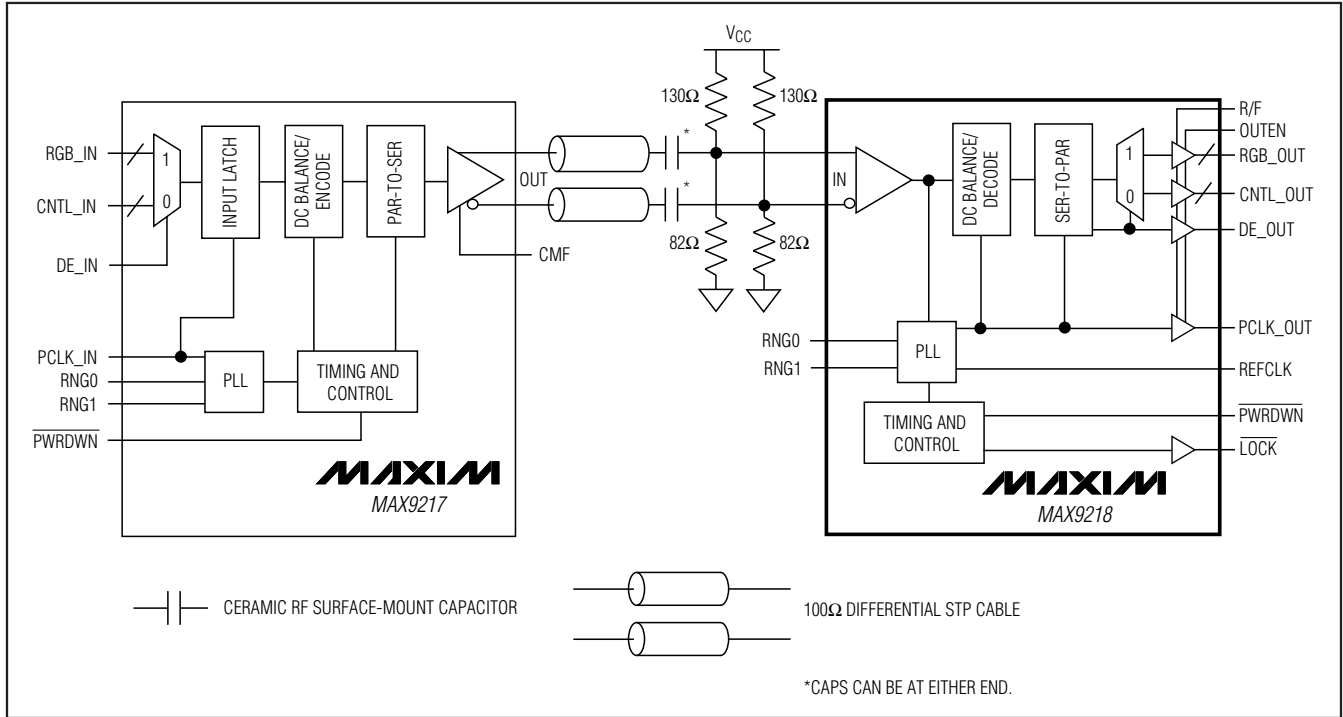 VCC
130Ω
130Ω
82Ω
82Ω
RGB_IN
CNTL_IN
DE_IN
PCLK_IN
RNG0
RNG1
PWRDWN
1
0
INPUT LATCH
DC BALANCE/
ENCODE
PAR-TO-SER
PLL
TIMING AND
CONTROL
OUT
CMF
MAXIM
MAX9217
*
*
IN
RNG0
RNG1
PLL
TIMING AND
CONTROL
DC BALANCE/
DECODE
SER-TO-PAR
1
0
R/F
OUTEN
RGB_OUT
CNTL_OUT
DE_OUT
PCLK_OUT
REFCLK
PWRDWN
LOCK
MAXIM
MAX9218
CERAMIC RF SURFACE-MOUNT CAPACITOR
100Ω DIFFERENTIAL STP CABLE
*CAPS CAN BE AT EITHER END.